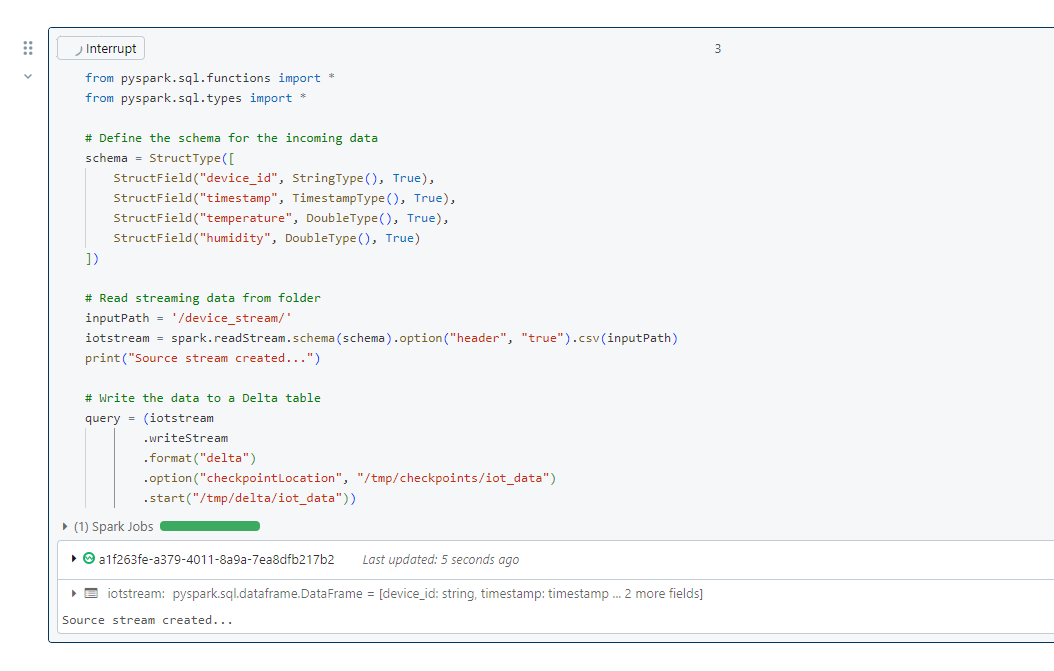 Interrupt
3
from pyspark.sql.functions import *
from pyspark.sql.types import *
# Define the schema for the incoming data
schema = StructType([
    StructField("device_id", StringType(), True),
    StructField("timestamp", TimestampType(), True),
    StructField("temperature", DoubleType(), True),
    StructField("humidity", DoubleType(), True)
])
# Read streaming data from folder
inputPath = '/device_stream/'
iotstream = spark.readStream.schema(schema).option("header", "true").csv(inputPath)
print("Source stream created...")
# Write the data to a Delta table
query = (iotstream
        .writeStream
        .format("delta")
        .option("checkpointLocation", "/tmp/checkpoints/iot_data")
        .start("/tmp/delta/iot_data"))
(1) Spark Jobs
a1f263fe-a379-4011-8a9a-7ea8dfb217b2 Last updated: 5 seconds ago
iotstream: pyspark.sql.dataframe.DataFrame = [device_id: string, timestamp: timestamp ... 2 more fields]
Source stream created...